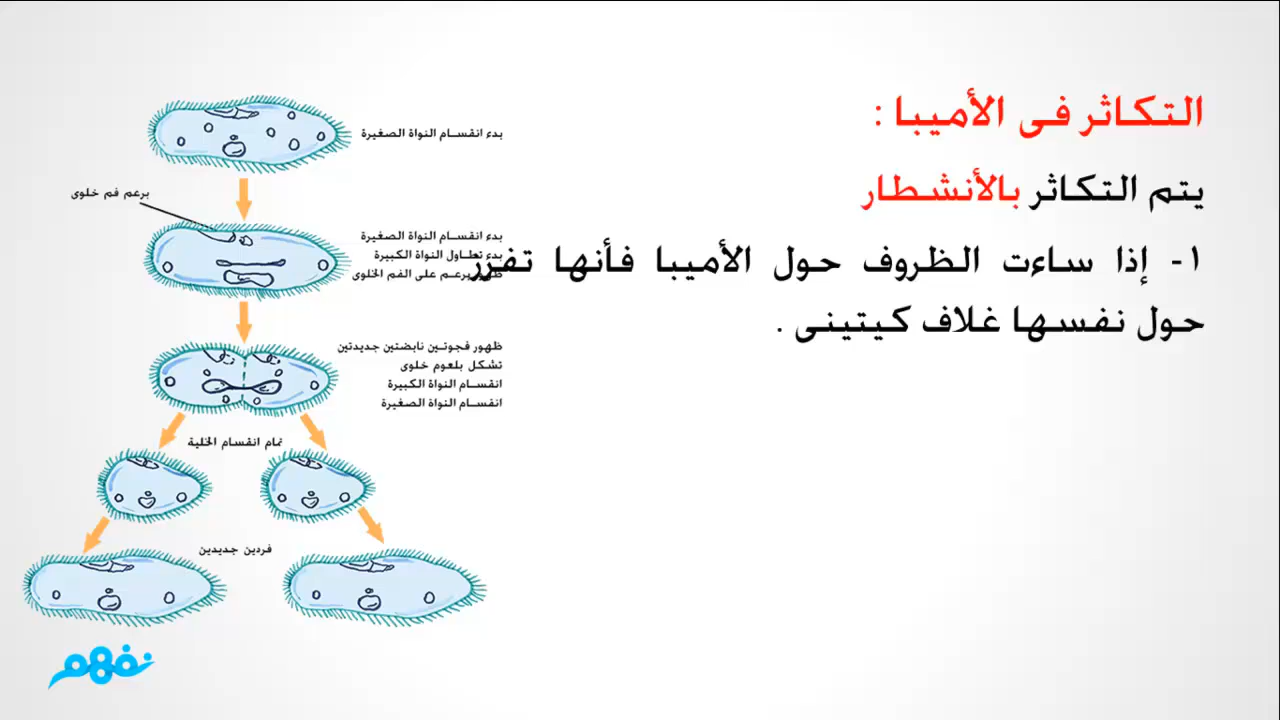 التكاثر فى الأميبا :
يتم التكاثر بالأنشطار
١- إذا ساءت الظروف حول الأميبا فأنها تفرز
حول نفسها غلاف كيتينى .
بدء انقسام النواة الصغيرة
برعم فم خلوى
بدء انقسام النواة الصغيرة
بدء تطاول النواة الكبيرة
برعم على الفم الخلوى
ظهور فجوتين نابضتين جديدتين
تشكل بلعوم خلوى
انقسام النواة الكبيرة
انقسام النواة الصغيرة
تمام انقسام الخلية
فردين جديدين
نفهم